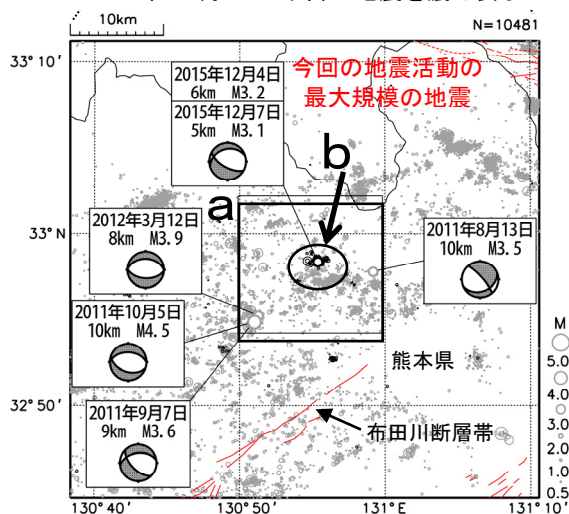 10km
N=10481
33°10'
今回の地震活動の
最大規模の地震
2015年12月4日
6km M3.2
2015年12月7日
5km M3.1
b
a
2012年3月12日
8km M3.9
33°N
2011年8月13日
10km M3.5
2011年10月5日
10km M4.5
熊本県
M
5.0
4.0
3.0
2.0
1.0
0.5
32°50'
2011年9月7日
9km M3.6
布田川断層帯
130°40'
130°50'
131°E
131°10'